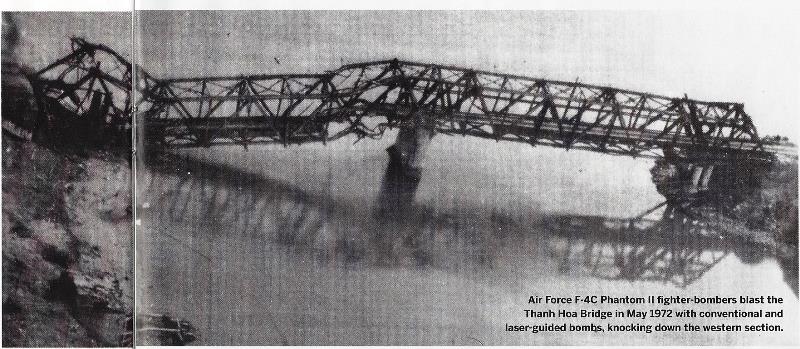 Air Force F-4C Phantom II fighter-bombers blast the
Thanh Hoa Bridge in May 1972 with conventional and
laser-guided bombs, knocking down the western section.